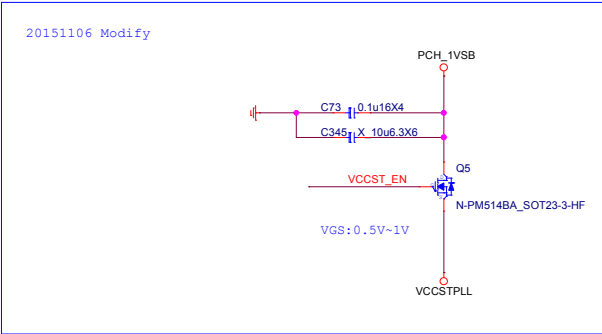 20151106 Modify
PCH_1VSB
C73 0.1u16X4
C345 X_10u6.3X6
Q5
VCCST_EN
N-PM514BA_SOT23-3-HF
VGS:0.5V~1V
VCCSTPLL